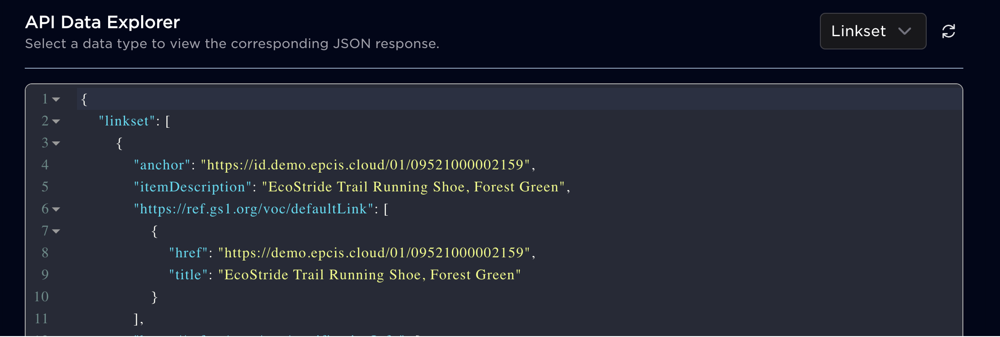 API Data Explorer
Select a data type to view the corresponding JSON response.
Linkset
1 {
2 "linkset": [
3 {
4 "anchor": "https://id.demo.epcis.cloud/01/09521000002159",
5 "itemDescription": "EcoStride Trail Running Shoe, Forest Green",
6 "https://ref.gs1.org/voc/defaultLink": [
7 {
8 "href": "https://demo.epcis.cloud/01/09521000002159",
9 "title": "EcoStride Trail Running Shoe, Forest Green"
10 }
11 ],